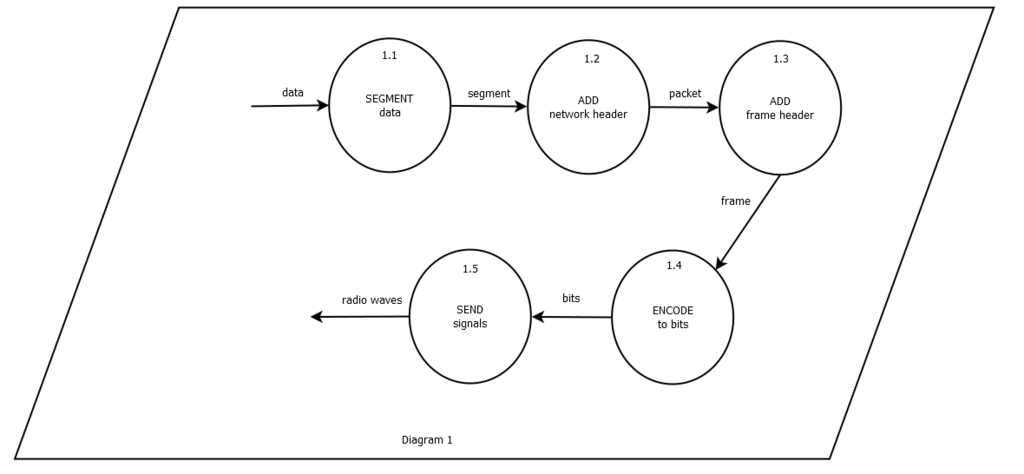 1.1
SEGMENT
data
1.2
ADD
network header
1.3
ADD
frame header
data
segment
packet
frame
1.4
ENCODE
to bits
bits
1.5
SEND
signals
radio waves
Diagram 1